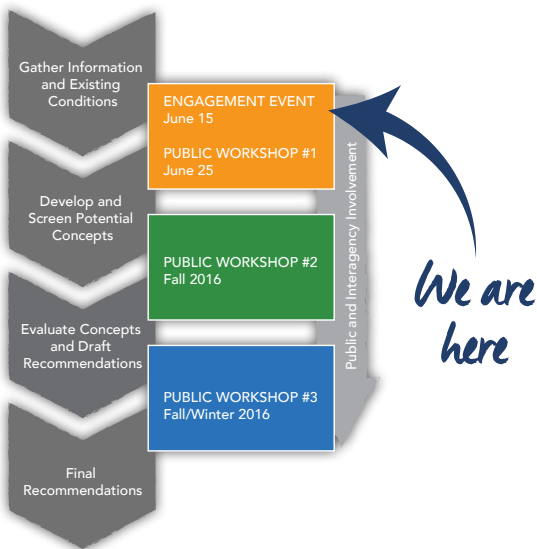 Gather Information
and Existing
Conditions
ENGAGEMENT EVENT
June 15
PUBLIC WORKSHOP #1
June 25
Develop and
Screen Potential
Concepts
PUBLIC WORKSHOP #2
Fall 2016
Evaluate Concepts
and Draft
Recommendations
PUBLIC WORKSHOP #3
Fall/Winter 2016
Final
Recommendations
Public and Interagency Involvement
We are
here